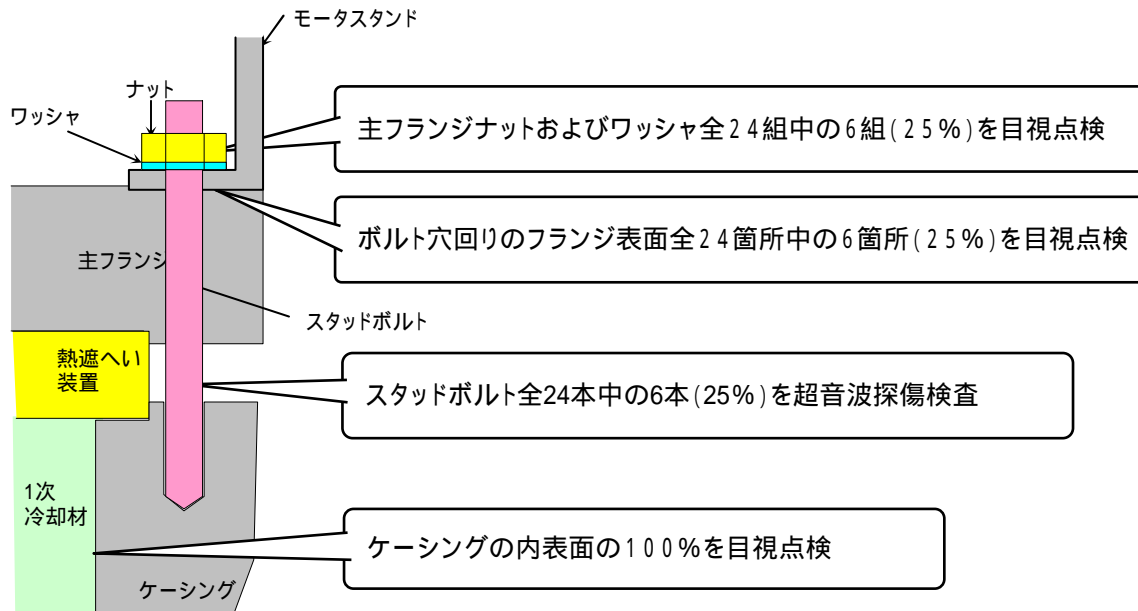 モータスタンド
ナット
ワッシャ
主フランジナットおよびワッシャ全24組中の6組(25%)を目視点検
ボルト穴回りのフランジ表面全24箇所中の6箇所(25%)を目視点検
主フランジ
スタッドボルト
熱遮へい
装置
スタッドボルト全24本中の6本(25%)を超音波探傷検査
1次
冷却材
ケーシングの内表面の100%を目視点検
ケーシング